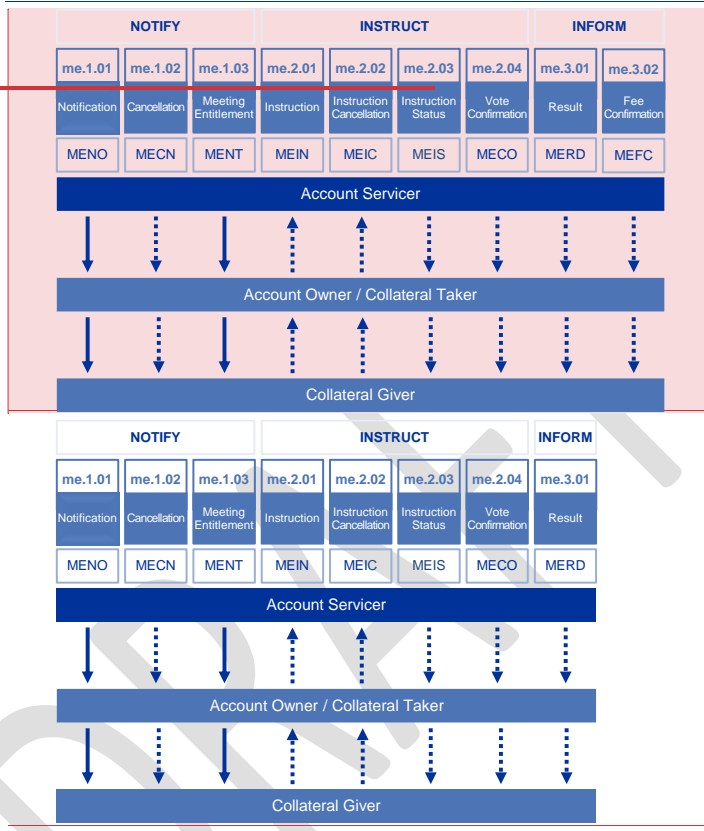 NOTIFY INSTRUCT INFORM
me.1.01 me.1.02 me.1.03 me.2.01 me.2.02 me.2.03 me.2.04 me.3.01 me.3.02
Notification Cancellation Meeting Entitlement Instruction Instruction Cancellation Instruction Status Vote Confirmation Result Fee Confirmation
MENO MECN MENT MEIN MEIC MEIS MECO MERD MEFC
Account Servicer
Account Owner / Collateral Taker
Collateral Giver
NOTIFY INSTRUCT INFORM
me.1.01 me.1.02 me.1.03 me.2.01 me.2.02 me.2.03 me.2.04 me.3.01
Notification Cancellation Meeting Entitlement Instruction Instruction Cancellation Instruction Status Vote Confirmation Result
MENO MECN MENT MEIN MEIC MEIS MECO MERD
Account Servicer
Account Owner / Collateral Taker
Collateral Giver
DRAFT